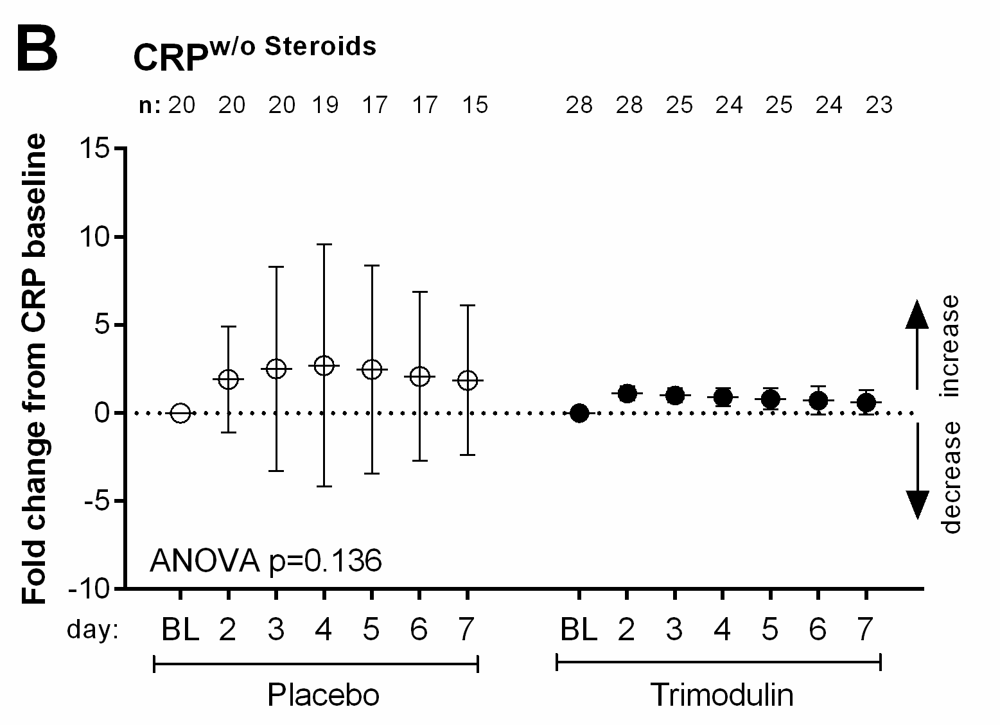 B
CRPw/o Steroids
n: 20 20 20 19 17 17 15 28 28 25 24 25 24 23
Fold change from CRP baseline
15
10
5
0
-5
-10
increase
decrease
ANOVA p=0.136
day: BL 2 3 4 5 6 7 BL 2 3 4 5 6 7
Placebo Trimodulin